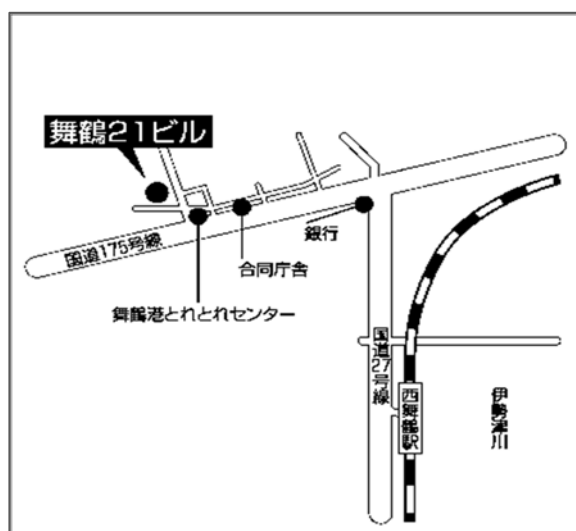 舞鶴21ビル
国道175号線
銀行
合同庁舎
舞鶴港とれとれセンター
国道27号線
西舞鶴駅
伊勢津川